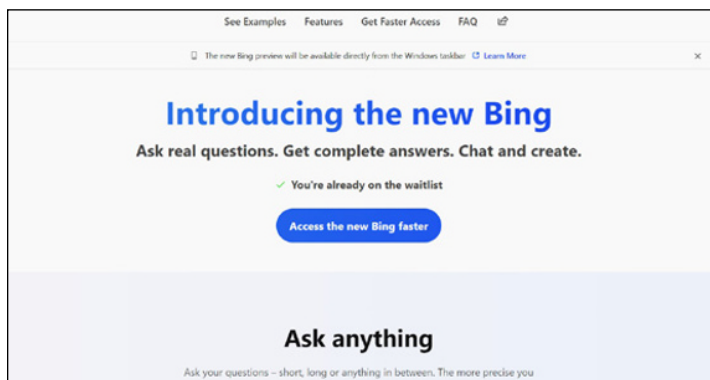 See Examples Features Get Faster Access FAQ
The new Bing preview will be available directly from the Windows taskbar Learn More
Introducing the new Bing
Ask real questions. Get complete answers. Chat and create.
You're already on the waitlist
Access the new Bing faster
Ask anything
Ask your questions – short, long or anything in between. The more precise you